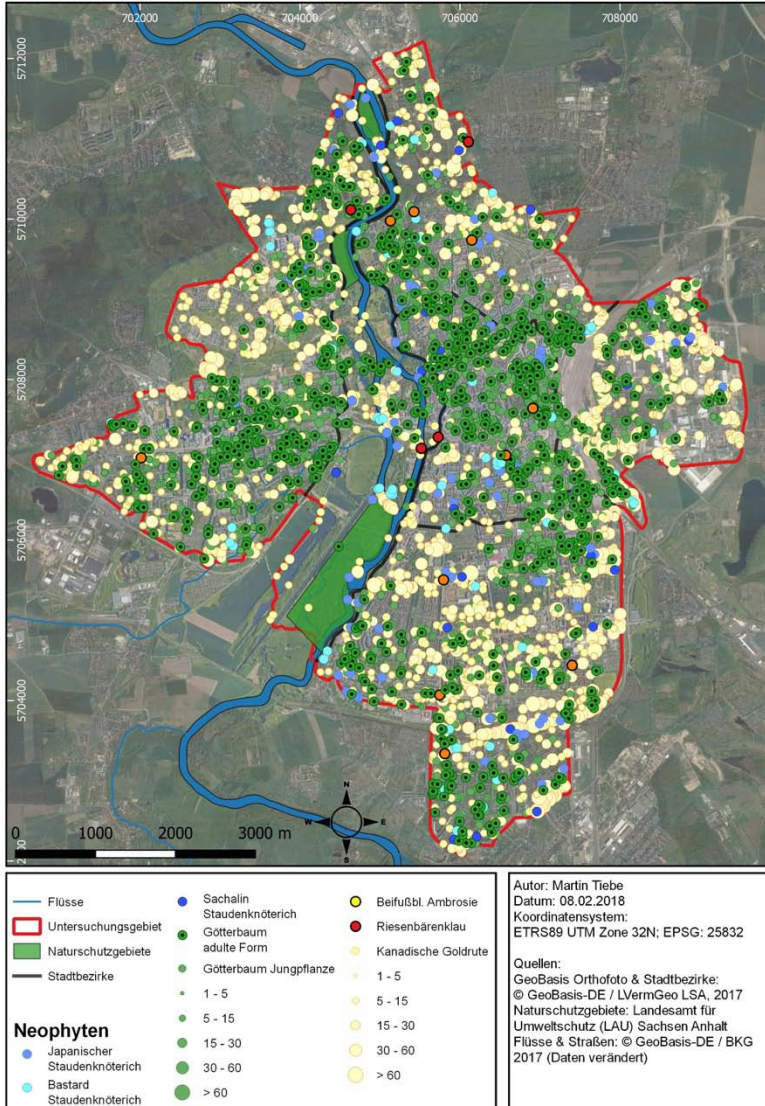 702000
704000
706000
708000
5712000
5710000
5708000
5706000
5704000
N
W
E
S
0
1000
2000
3000 m
Flüsse
Untersuchungsgebiet
Naturschutzgebiete
Stadtbezirke
Neophyten
Japanischer
Staudenknöterich
Bastard
Staudenknöterich
Sachalin
Staudenknöterich
Götterbaum
adulte Form
Götterbaum Jungpflanze
1 - 5
5 - 15
15 - 30
30 - 60
> 60
Beifußbl. Ambrosie
Riesenbärenklau
Kanadische Goldrute
1 - 5
5 - 15
15 - 30
30 - 60
> 60
Autor: Martin Tiebe
Datum: 08.02.2018
Koordinatensystem:
ETRS89 UTM Zone 32N; EPSG: 25832
Quellen:
GeoBasis Orthofoto & Stadtbezirke:
© GeoBasis-DE / LVermGeo LSA, 2017
Naturschutzgebiete: Landesamt für
Umweltschutz (LAU) Sachsen Anhalt
Flüsse & Straßen: © GeoBasis-DE / BKG
2017 (Daten verändert)